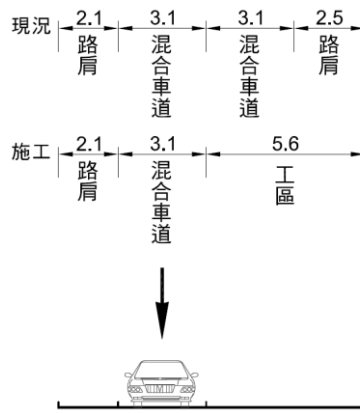 現況 2.1 3.1 3.1 2.5
路肩 混合車道 混合車道 路肩
施工 2.1 3.1 5.6
路肩 混合車道 工區